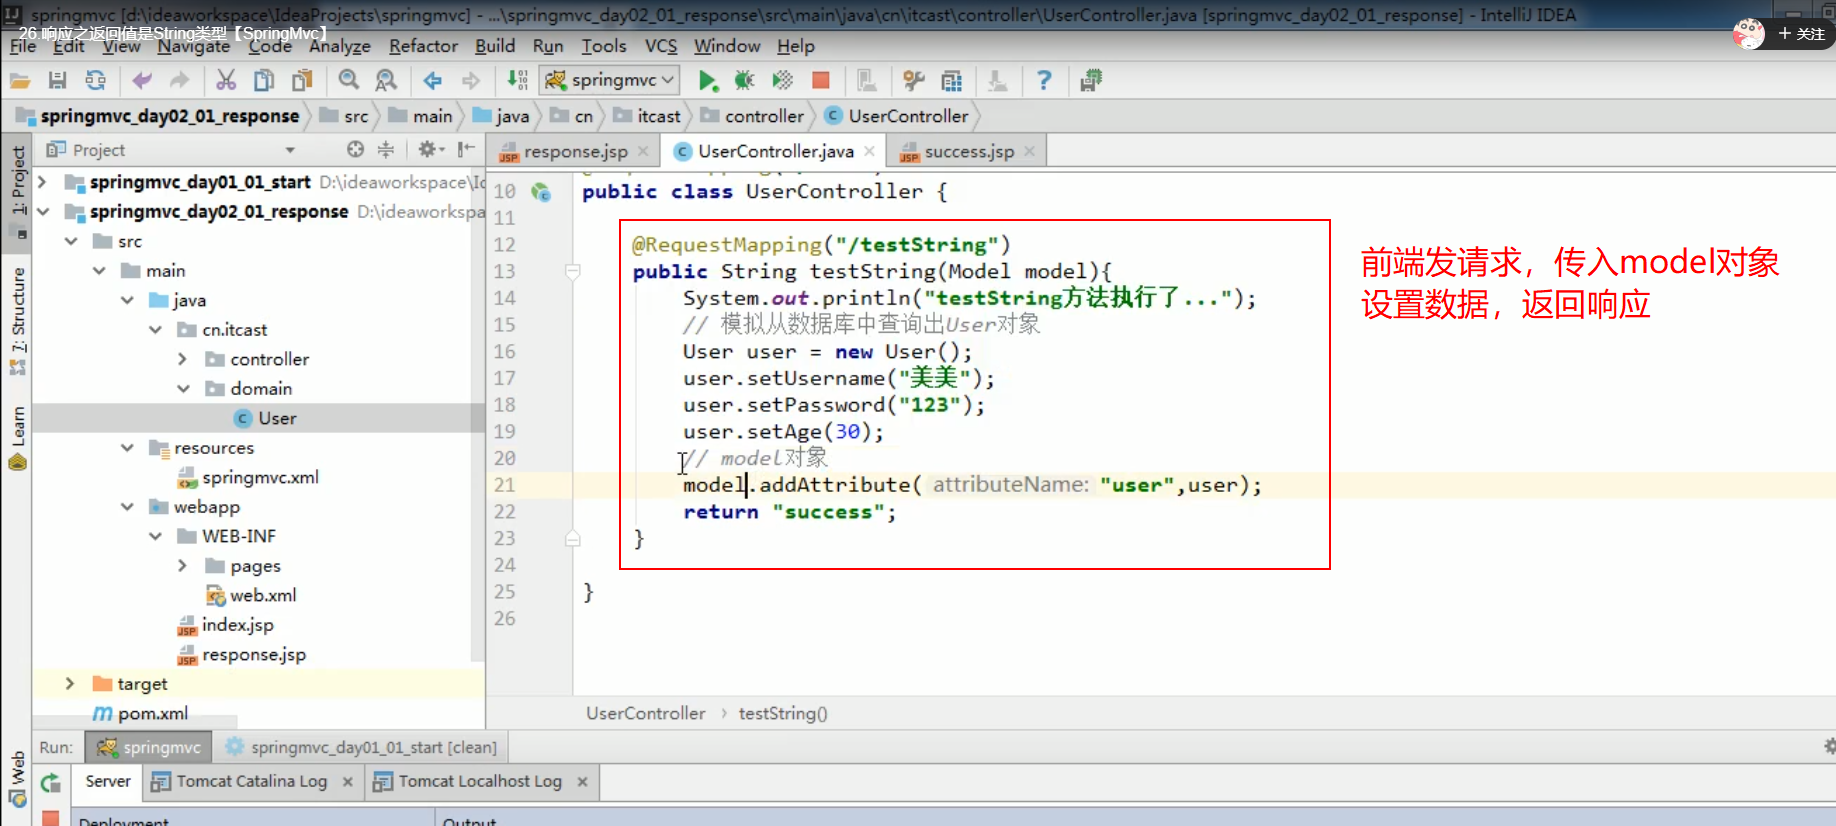 springmvc [d:\ideaworkspace\IdeaProjects\springmvc] - ...\springmvc_day02_01_response\src\main\java\cn\itcast\controller\UserController.java [springmvc_day02_01_response] - IntelliJ IDEA
26.响应之返回值是String类型【SpringMvc】
+ 关注
File Edit View Navigate Code Analyze Refactor Build Run Tools VCS Window Help
springmvc
springmvc_day02_01_response src main java cn itcast controller UserController
Project
response.jsp UserController.java success.jsp
1: Project
7: Structure
Learn
Web
springmvc_day01_01_start D:\ideaworkspace\Id
springmvc_day02_01_response D:\ideaworkspa
src
main
java
cn.itcast
controller
domain
User
resources
springmvc.xml
webapp
WEB-INF
pages
web.xml
index.jsp
response.jsp
target
pom.xml
10 public class UserController {
11
12 @RequestMapping("/testString")
13 public String testString(Model model){
14 System.out.println("testString方法执行了...");
15 // 模拟从数据库中查询出User对象
16 User user = new User();
17 user.setUsername("美美");
18 user.setPassword("123");
19 user.setAge(30);
20 // model对象
21 model.addAttribute( attributeName: "user",user);
22 return "success";
23 }
24
25 }
26
前端发请求，传入model对象
设置数据，返回响应
UserController › testString()
Run: springmvc springmvc_day01_01_start [clean]
Server Tomcat Catalina Log Tomcat Localhost Log
Deployment Output